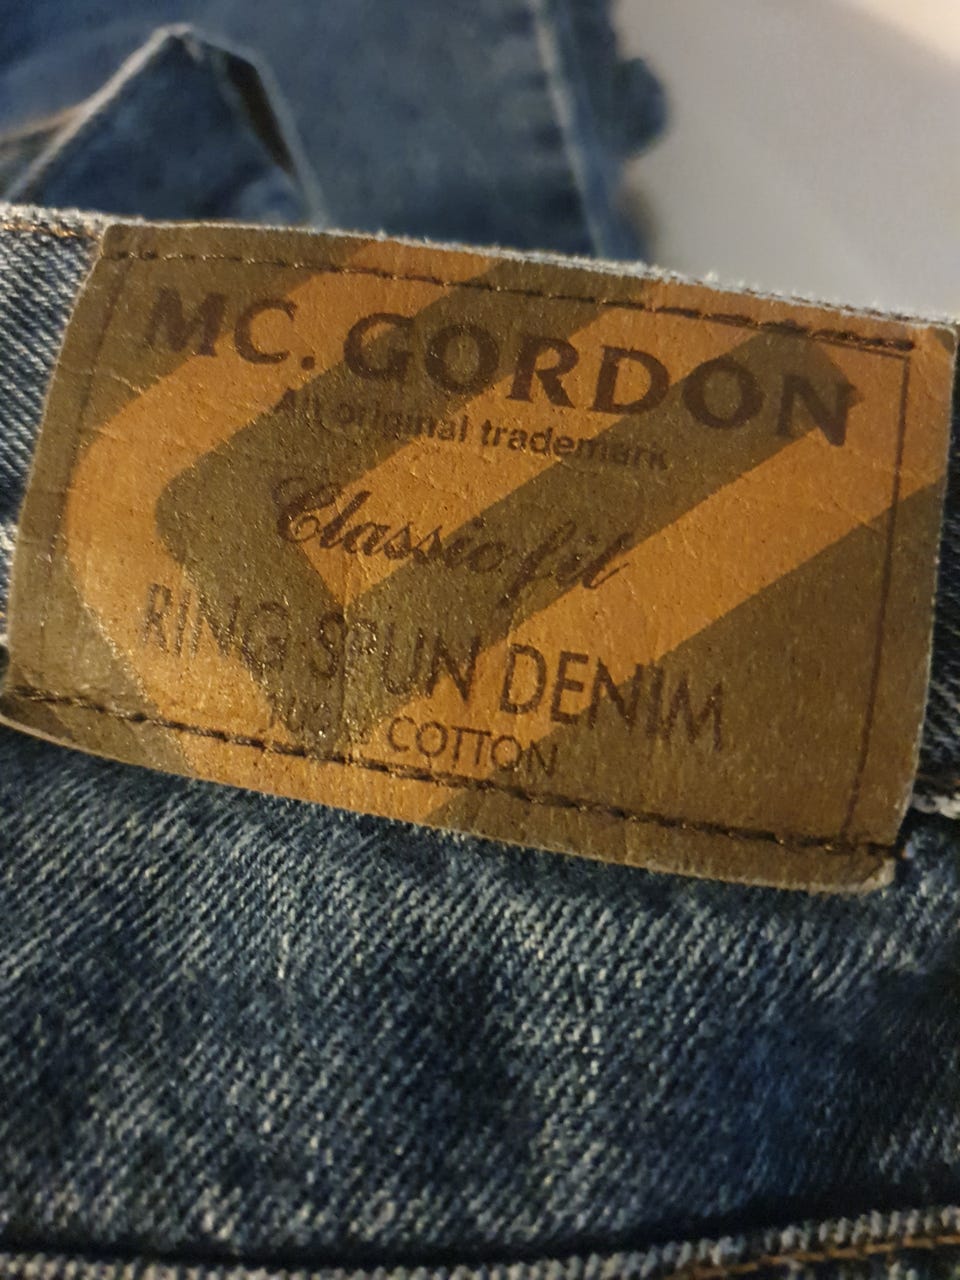 MC. GORDON
All original trademark
Classic fit
RING SPUN DENIM
COTTON